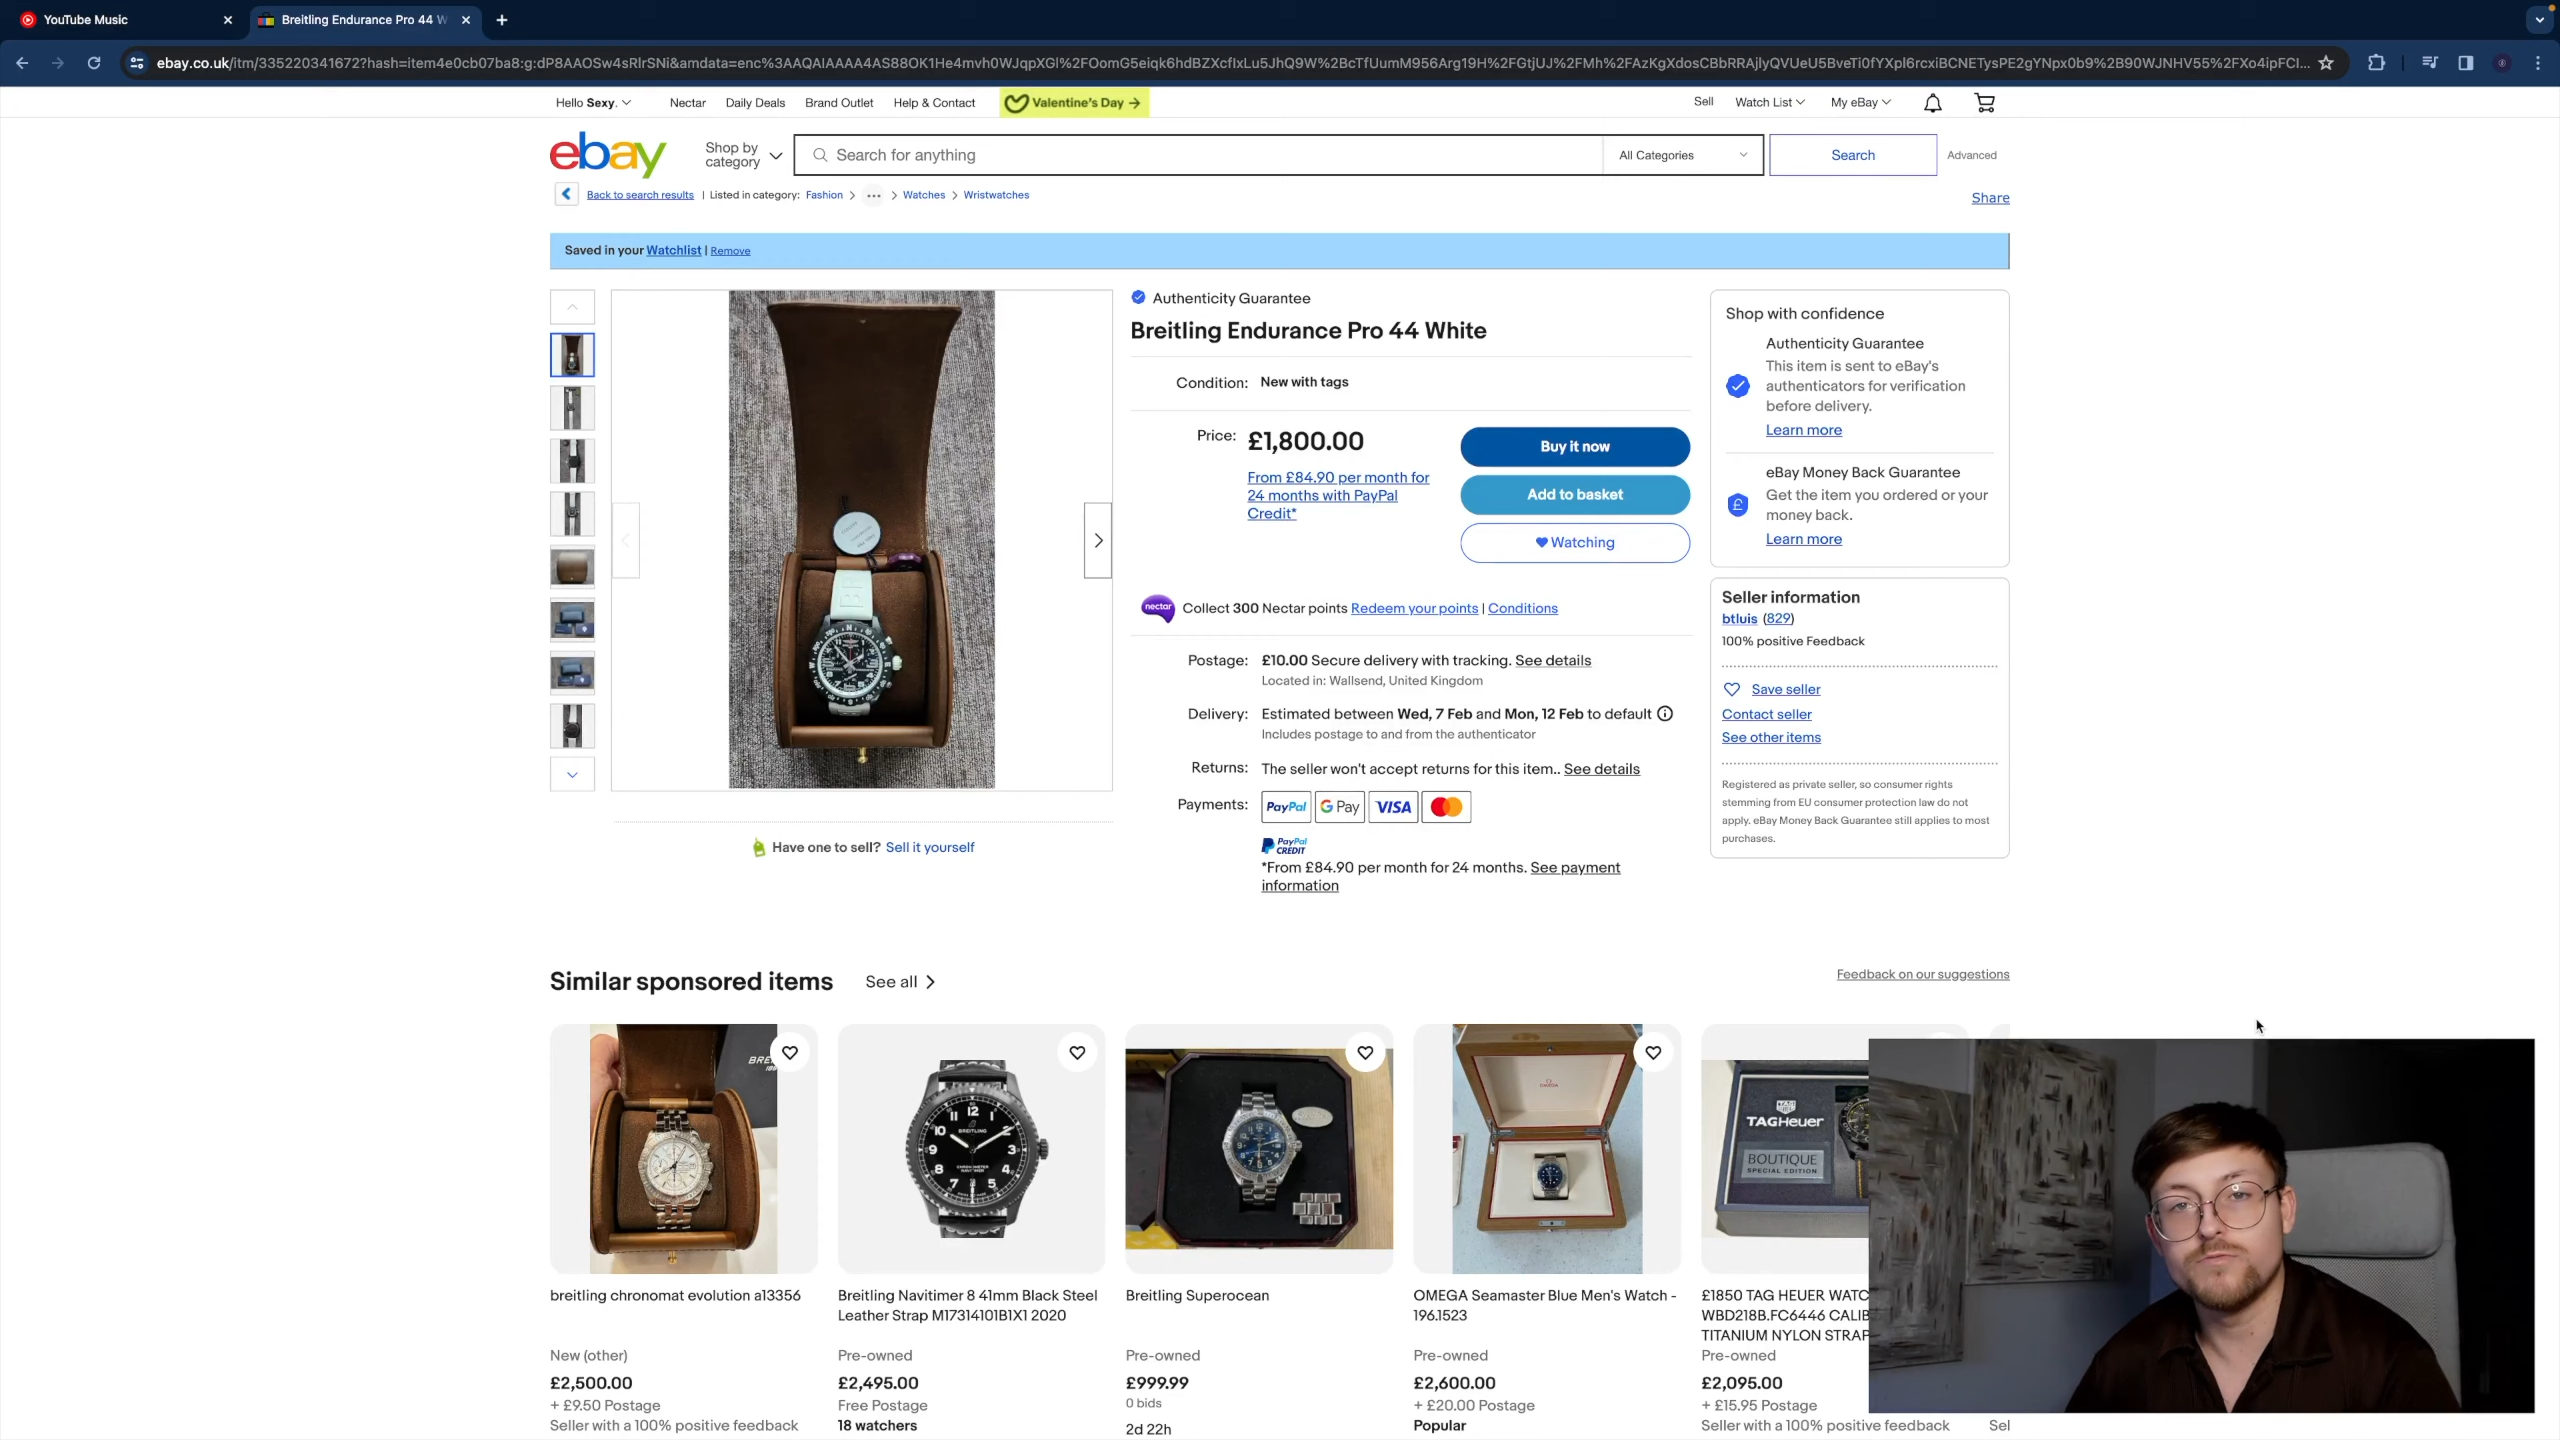 YouTube Music
Breitling Endurance Pro 44 W
ebay.co.uk/itm/335220341672?hash=item4e0cb07ba8:g:dP8AAOSw4sRlrSNi&amdata=enc%3AAQAIAAAA4AS88OK1He4mvh0WJqpXGl%2FOomG5eiqk6hdBZXcfIxLu5JhQ9W%2BcTfUumM956Arg19H%2FGtjUJ%2FMh%2FAzKgXdosCBbRRAjlyQVUeU5BveTi0fYXpl6rcxiBCNETysPE2gYNpx0b9%2B90WJNHV55%2FXo4ipFCl...
Hello Sexy. Nectar Daily Deals Brand Outlet Help & Contact Valentine's Day → Sell Watch List My eBay
ebay
Shop by category
Search for anything
All Categories
Search
Advanced
Back to search results | Listed in category: Fashion > ... > Watches > Wristwatches
Share
Saved in your Watchlist | Remove
Authenticity Guarantee
Breitling Endurance Pro 44 White
Condition: New with tags
Price: £1,800.00
From £84.90 per month for
24 months with PayPal
Credit*
Buy it now
Add to basket
Watching
nectar Collect 300 Nectar points Redeem your points | Conditions
Postage: £10.00 Secure delivery with tracking. See details
Located in: Wallsend, United Kingdom
Delivery: Estimated between Wed, 7 Feb and Mon, 12 Feb to default
Includes postage to and from the authenticator
Returns: The seller won't accept returns for this item.. See details
Payments: PayPal G Pay VISA
PayPal CREDIT
*From £84.90 per month for 24 months. See payment
information
Shop with confidence
Authenticity Guarantee
This item is sent to eBay's
authenticators for verification
before delivery.
Learn more
eBay Money Back Guarantee
Get the item you ordered or your
money back.
Learn more
Seller information
btluis (829)
100% positive Feedback
Save seller
Contact seller
See other items
Registered as private seller, so consumer rights
stemming from EU consumer protection law do not
apply. eBay Money Back Guarantee still applies to most
purchases.
Have one to sell? Sell it yourself
Similar sponsored items See all
Feedback on our suggestions
breitling chronomat evolution a13356
New (other)
£2,500.00
+ £9.50 Postage
Seller with a 100% positive feedback
BREITLING
Breitling Navitimer 8 41mm Black Steel
Leather Strap M17314101B1X1 2020
Pre-owned
£2,495.00
Free Postage
18 watchers
Breitling Superocean
Pre-owned
£999.99
0 bids
2d 22h
OMEGA Seamaster Blue Men's Watch -
196.1523
Pre-owned
£2,600.00
+ £20.00 Postage
Popular
TAGHeuer
BOUTIQUE
SPECIAL EDITION
£1850 TAG HEUER WATC
WBD218B.FC6446 CALIB
TITANIUM NYLON STRAP
Pre-owned
£2,095.00
+ £15.95 Postage
Seller with a 100% positive feedback
Sel